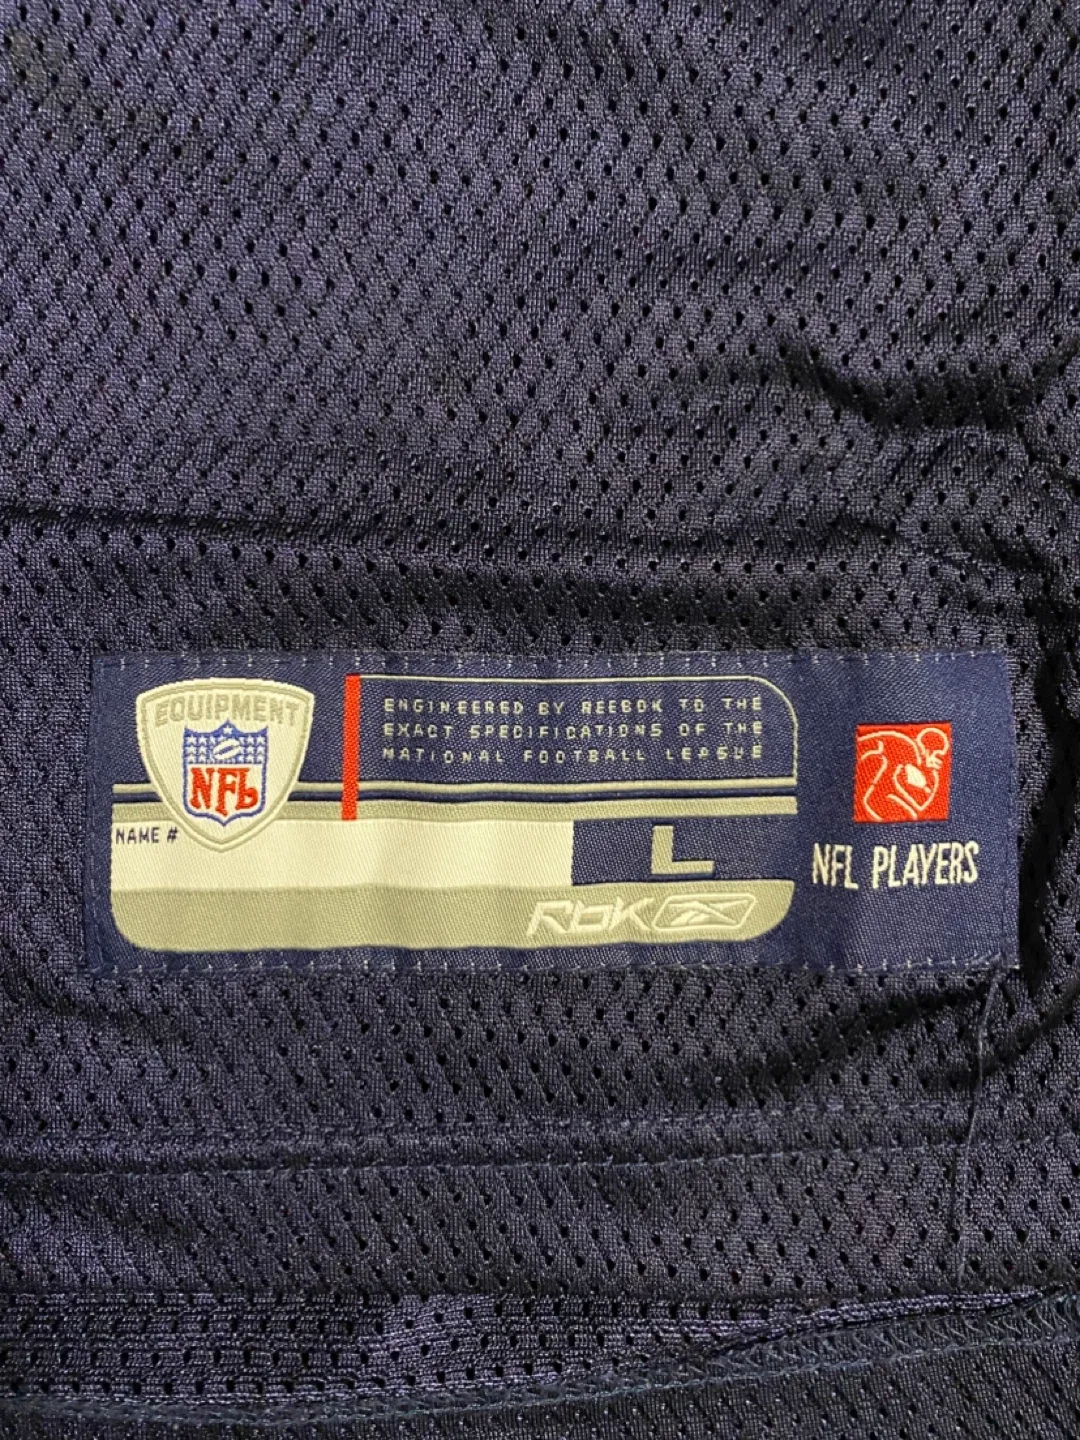 EQUIPMENT
NFL
ENGINEERED BY REEBOK TO THE
EXACT SPECIFICATIONS OF THE
NATIONAL FOOTBALL LEAGUE
NAME #
L
Rbk
NFL PLAYERS